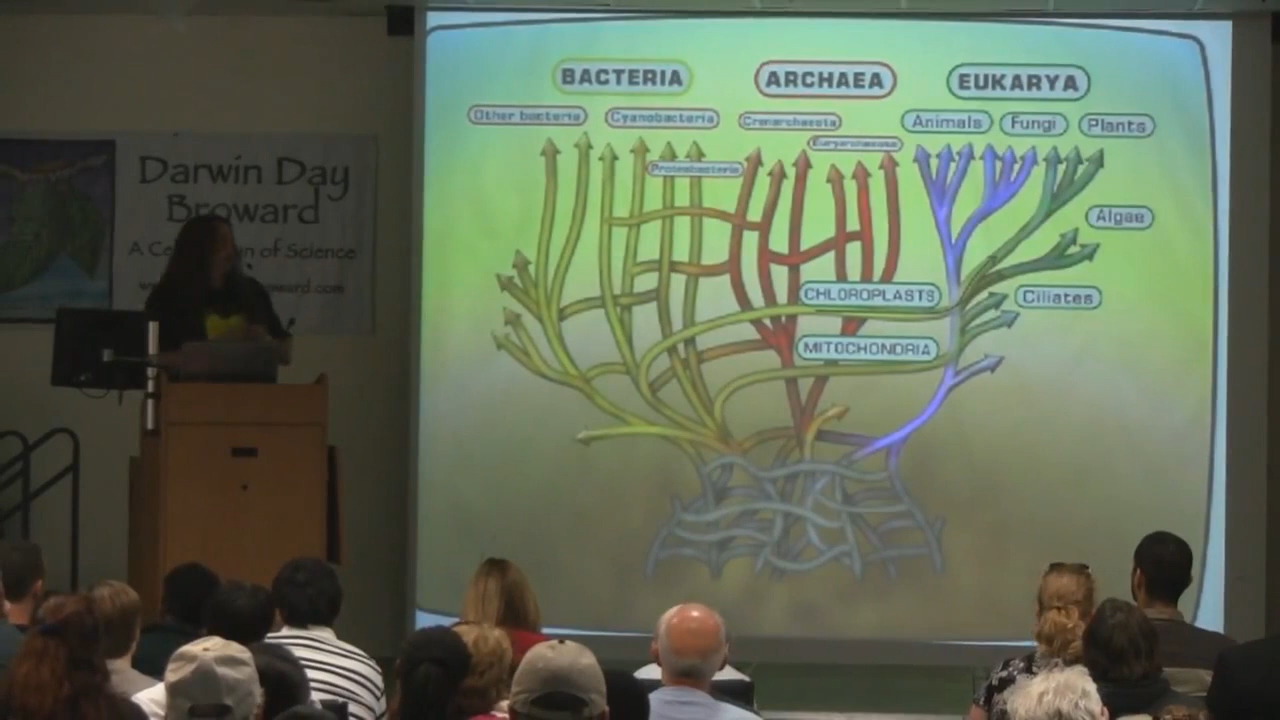 BACTERIA
ARCHAEA
EUKARYA
Other bacteria
Cyanobacteria
Crenarchaeota
Animals
Fungi
Plants
Proteobacteria
Euryarchaeota
Algae
CHLOROPLASTS
Ciliates
MITOCHONDRIA
Darwin Day
Broward
A Ce n of Science